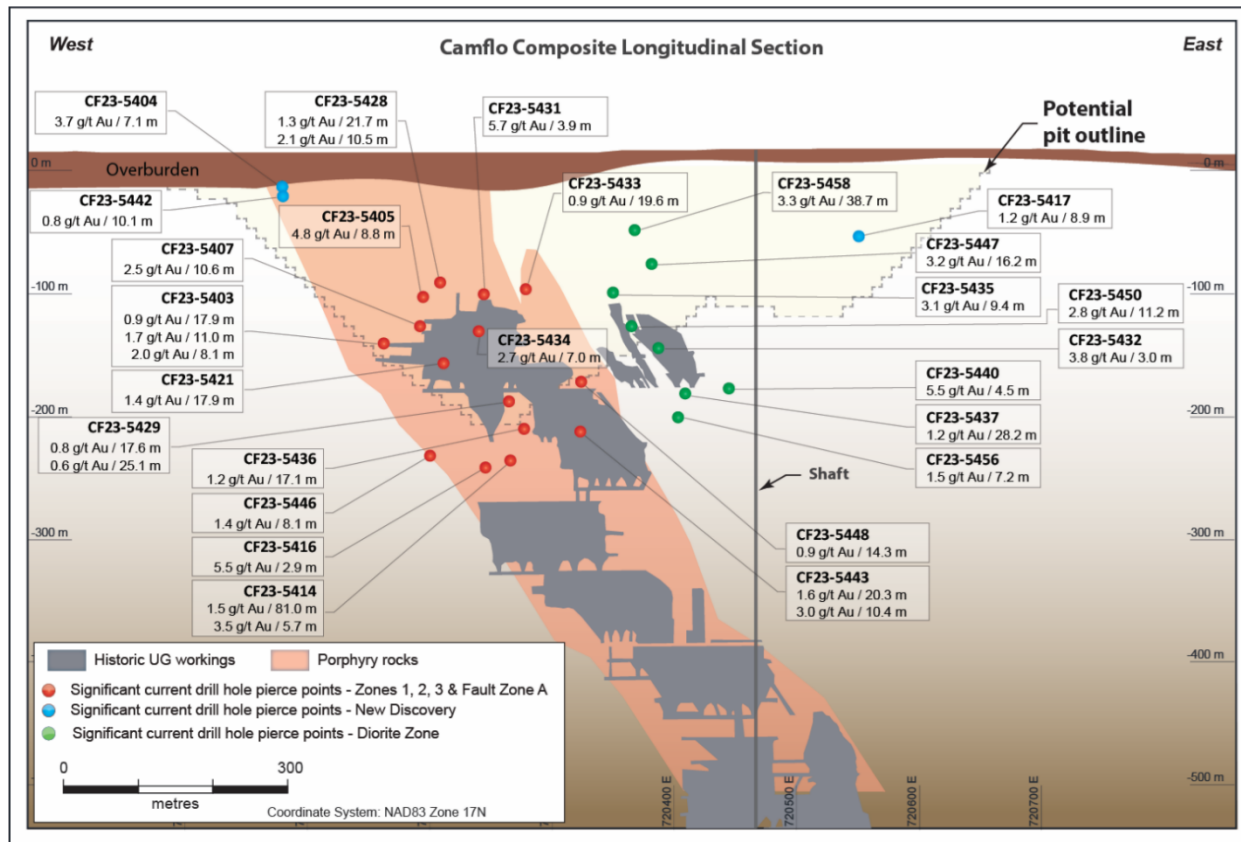 West
Camflo Composite Longitudinal Section
East
CF23-5404
3.7 g/t Au / 7.1 m
CF23-5428
1.3 g/t Au / 21.7 m
2.1 g/t Au / 10.5 m
CF23-5431
5.7 g/t Au / 3.9 m
Potential
pit outline
0 m
Overburden
0 m
CF23-5442
0.8 g/t Au / 10.1 m
CF23-5405
4.8 g/t Au / 8.8 m
CF23-5433
0.9 g/t Au / 19.6 m
CF23-5458
3.3 g/t Au / 38.7 m
CF23-5417
1.2 g/t Au / 8.9 m
CF23-5407
2.5 g/t Au / 10.6 m
CF23-5447
3.2 g/t Au / 16.2 m
-100 m
-100 m
CF23-5403
0.9 g/t Au / 17.9 m
1.7 g/t Au / 11.0 m
2.0 g/t Au / 8.1 m
CF23-5435
3.1 g/t Au / 9.4 m
CF23-5450
2.8 g/t Au / 11.2 m
CF23-5434
2.7 g/t Au / 7.0 m
CF23-5432
3.8 g/t Au / 3.0 m
CF23-5421
1.4 g/t Au / 17.9 m
CF23-5440
5.5 g/t Au / 4.5 m
-200 m
-200 m
CF23-5429
0.8 g/t Au / 17.6 m
0.6 g/t Au / 25.1 m
CF23-5437
1.2 g/t Au / 28.2 m
CF23-5436
1.2 g/t Au / 17.1 m
CF23-5456
1.5 g/t Au / 7.2 m
CF23-5446
1.4 g/t Au / 8.1 m
Shaft
-300 m
-300 m
CF23-5416
5.5 g/t Au / 2.9 m
CF23-5448
0.9 g/t Au / 14.3 m
CF23-5414
1.5 g/t Au / 81.0 m
3.5 g/t Au / 5.7 m
CF23-5443
1.6 g/t Au / 20.3 m
3.0 g/t Au / 10.4 m
-400 m
Historic UG workings
Porphyry rocks
Significant current drill hole pierce points - Zones 1, 2, 3 & Fault Zone A
Significant current drill hole pierce points - New Discovery
Significant current drill hole pierce points - Diorite Zone
0
300
metres
Coordinate System: NAD83 Zone 17N
-500 m
720400 E
720500 E
720600 E
720700 E